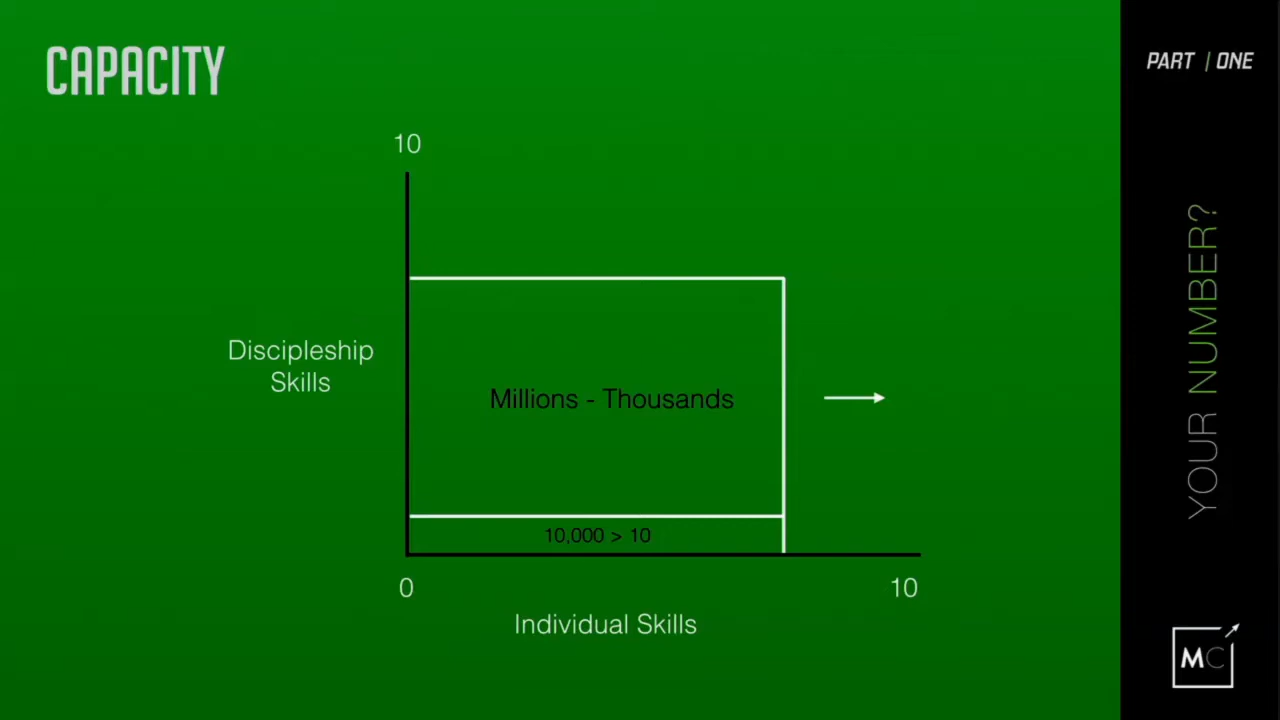 CAPACITY
PART | ONE
10
Discipleship
Skills
Millions - Thousands
10,000 > 10
0
10
Individual Skills
YOUR NUMBER?
MC